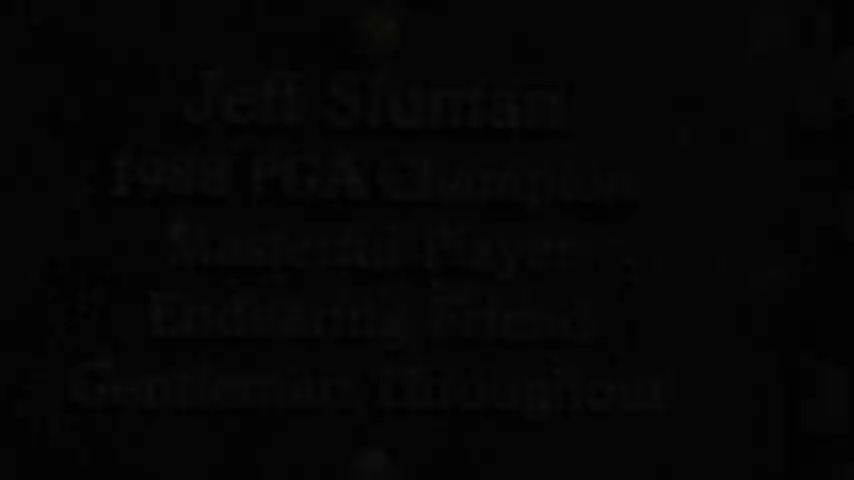 Jeff Sluman
1988 PGA Champion
Masterful Player
Endearing Friend
Gentleman Throughout